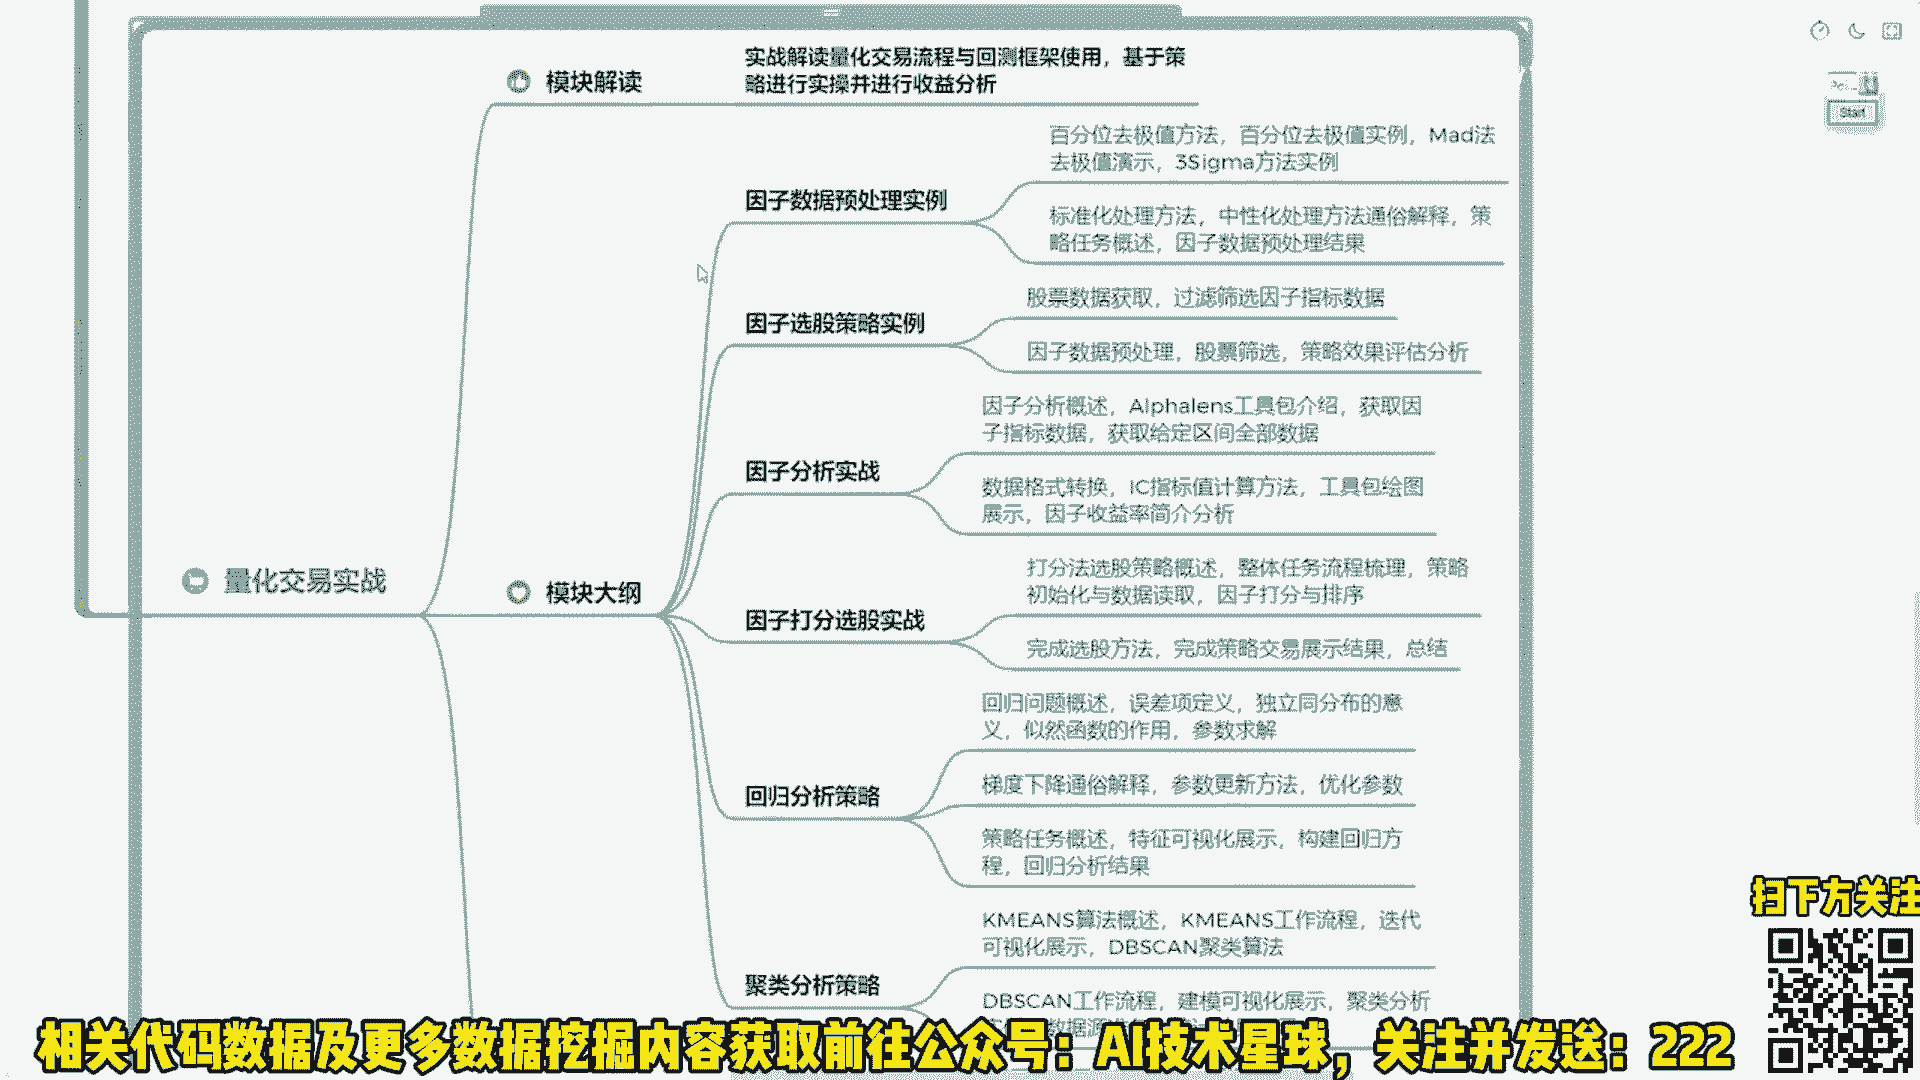 模块解读
实战解读量化交易流程与回测框架使用，基于策
略进行实操并进行收益分析
Start
百分位去极值方法，百分位去极值实例，Mad法
去极值演示，3Sigma方法实例
因子数据预处理实例
标准化处理方法，中性化处理方法通俗解释，策
略任务概述，因子数据预处理结果
股票数据获取，过滤筛选因子指标数据
因子选股策略实例
因子数据预处理，股票筛选，策略效果评估分析
因子分析概述，Alphalens工具包介绍，获取因
子指标数据，获取给定区间全部数据
因子分析实战
数据格式转换，IC指标值计算方法，工具包绘图
展示，因子收益率简介分析
量化交易实战
模块大纲
打分法选股策略概述，整体任务流程梳理，策略
初始化与数据读取，因子打分与排序
因子打分选股实战
完成选股方法，完成策略交易展示结果，总结
回归问题概述，误差项定义，独立同分布的意
义，似然函数的作用，参数求解
梯度下降通俗解释，参数更新方法，优化参数
回归分析策略
策略任务概述，特征可视化展示，构建回归方
程，回归分析结果
KMEANS算法概述，KMEANS工作流程，迭代
可视化展示，DBSCAN聚类算法
聚类分析策略
DBSCAN工作流程，建模可视化展示，聚类分析
扫下方关注
相关代码数据及更多数据挖掘内容获取前往公众号：AI技术星球，关注并发送：222